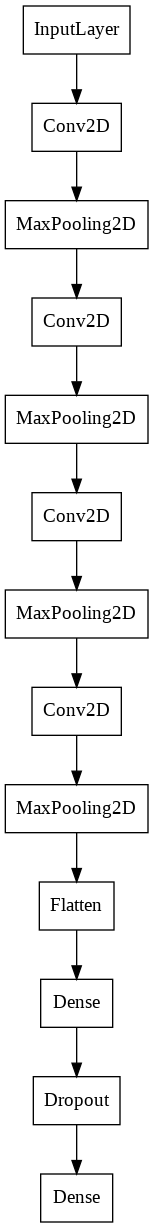 InputLayer
Conv2D
MaxPooling2D
Conv2D
MaxPooling2D
Conv2D
MaxPooling2D
Conv2D
MaxPooling2D
Flatten
Dense
Dropout
Dense